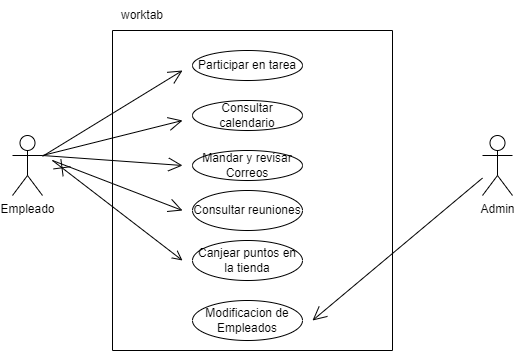 worktab
Participar en tarea
Consultar
calendario
Mandar y revisar
Correos
Empleado
Admin
Consultar reuniones
Canjear puntos en
la tienda
Modificacion de
Empleados